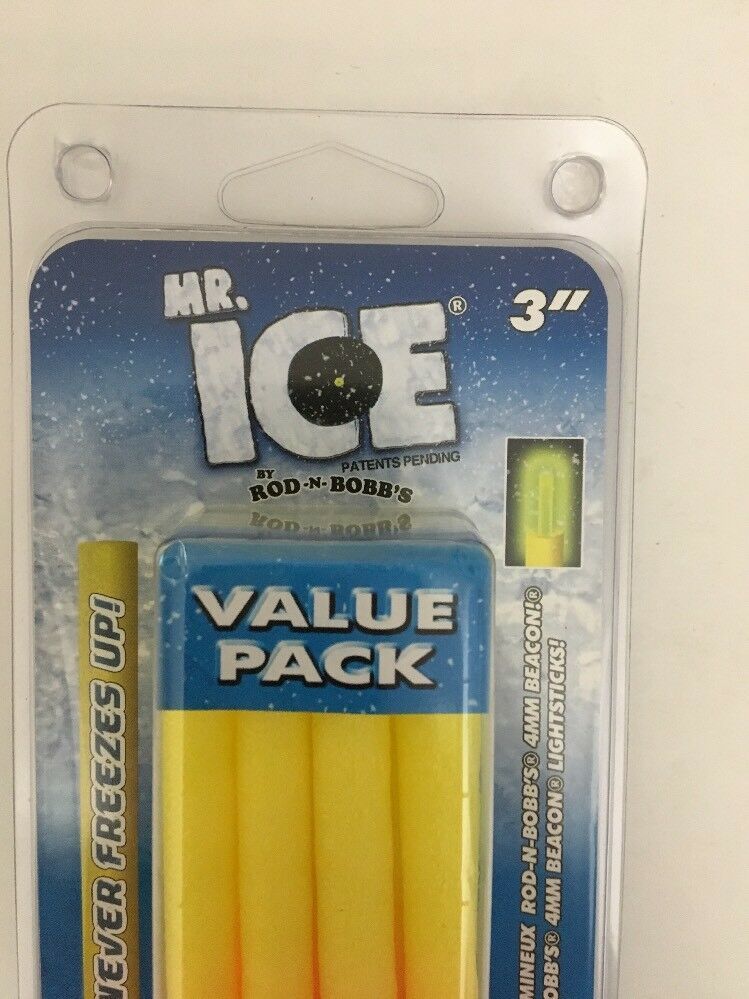 MR.
ICE®
3"
PATENTS PENDING
BY
ROD-N-BOBB'S
VALUE
PACK
NEVER FREEZES UP!
MINEUX ROD-N-BOBB'S® 4MM BEACON!®
OBB'S® 4MM BEACON® LIGHTSTICKS!